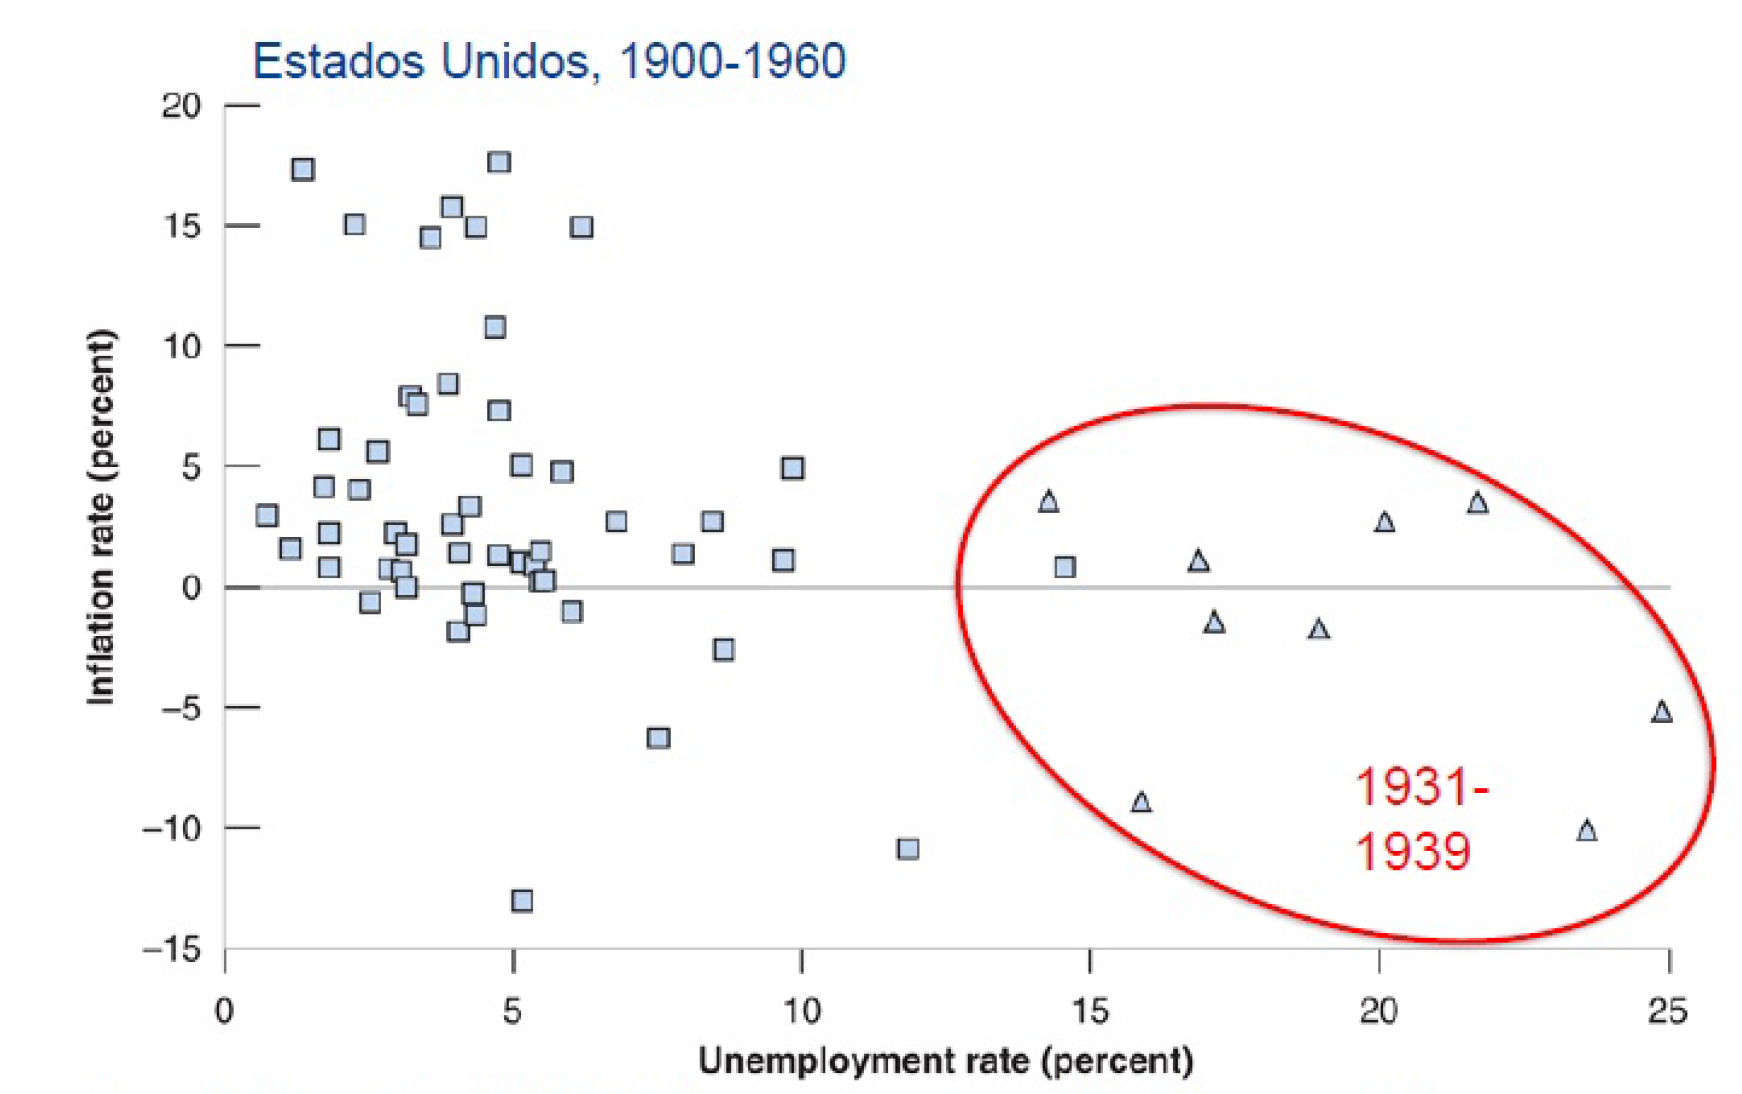 Estados Unidos, 1900-1960
20
15
10
5
0
−5
−10
−15
Inflation rate (percent)
1931-
1939
0 5 10 15 20 25
Unemployment rate (percent)